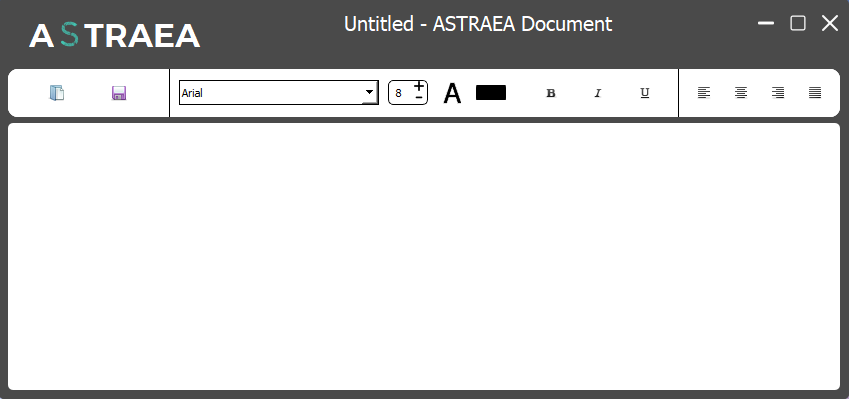 ASTRAEA
Untitled - ASTRAEA Document
Arial
8
A
B
I
U